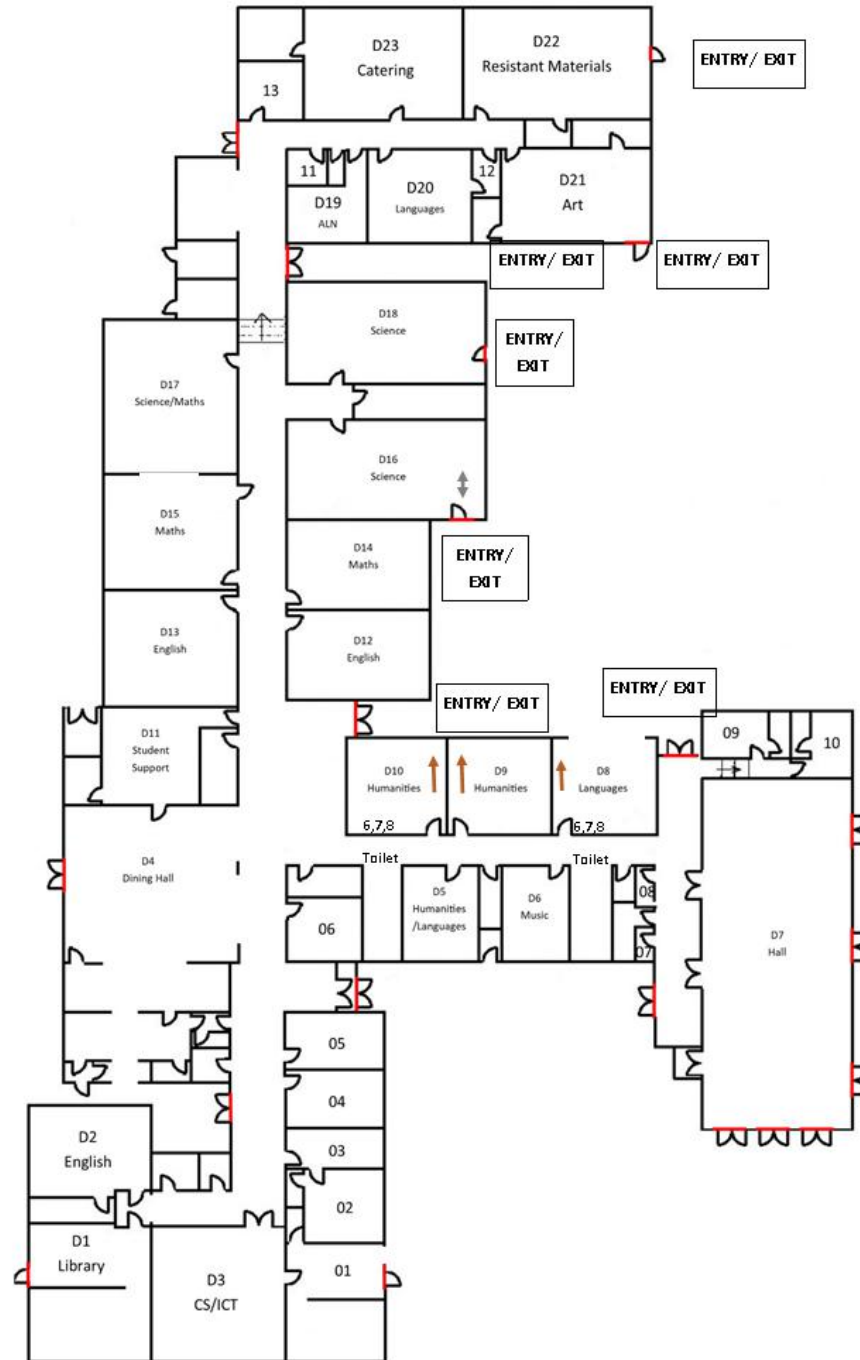 D23
Catering
D22
Resistant Materials
ENTRY/ EXIT
13
11
D19
ALN
D20
Languages
12
D21
Art
ENTRY/ EXIT
ENTRY/ EXIT
D18
Science
ENTRY/
EXIT
D17
Science/Maths
D16
Science
D15
Maths
D14
Maths
ENTRY/
EXIT
D13
English
D12
English
ENTRY/ EXIT
ENTRY/ EXIT
D11
Student
Support
09
10
D10
Humanities
D9
Humanities
D8
Languages
6,7,8
6,7,8
Toilet
Toilet
D4
Dining Hall
D5
Humanities
/Languages
D6
Music
08
06
07
D7
Hall
05
04
03
D2
English
02
D1
Library
D3
CS/ICT
01